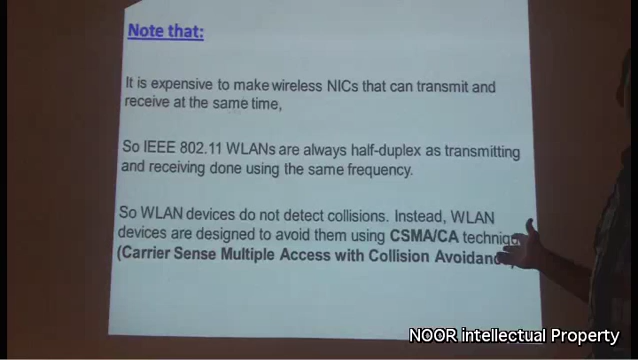 Note that:
It is expensive to make wireless NICs that can transmit and
receive at the same time,
So IEEE 802.11 WLANs are always half-duplex as transmitting
and receiving done using the same frequency.
So WLAN devices do not detect collisions. Instead, WLAN
devices are designed to avoid them using CSMA/CA
(Carrier Sense Multiple Access with Collision
NOOR intellectual Property